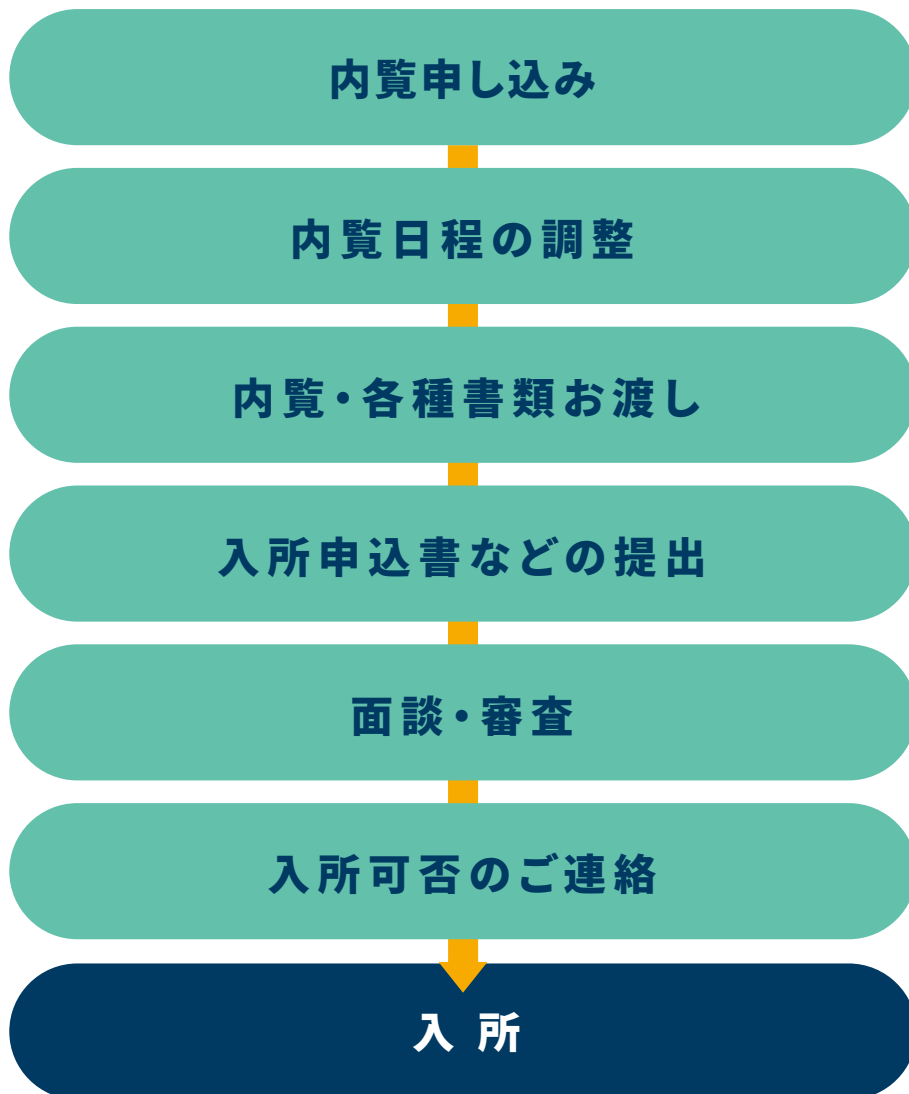 内覧申し込み
内覧日程の調整
内覧・各種書類お渡し
入所申込書などの提出
面談・審査
入所可否のご連絡
入所